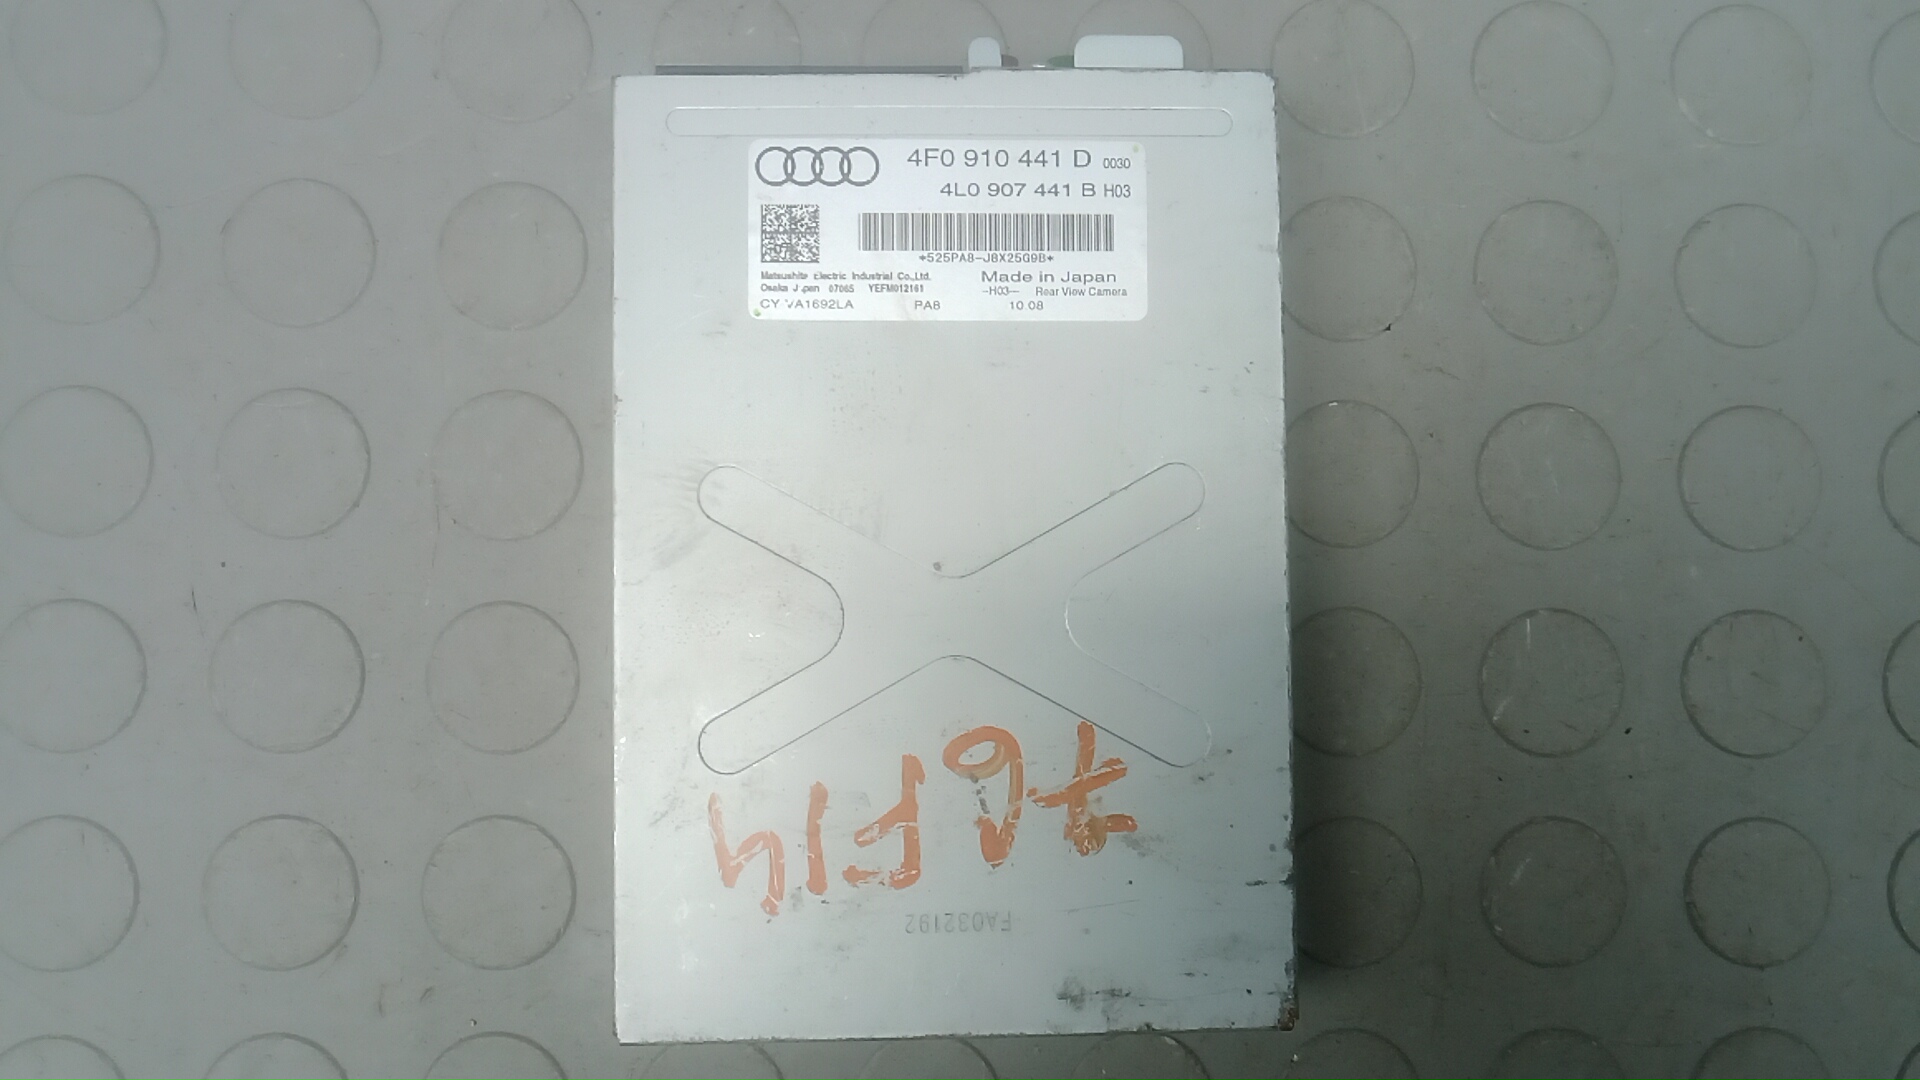 4F0 910 441 D 0030
4L0 907 441 B H03
*525PA8-J8X25G9B*
Matsushita Electric Industrial Co.,Ltd. Made in Japan
Osaka Japan 07065 YEFM012161 -H03- Rear View Camera
CY-VA1692LA PA8 10 08
FA032192